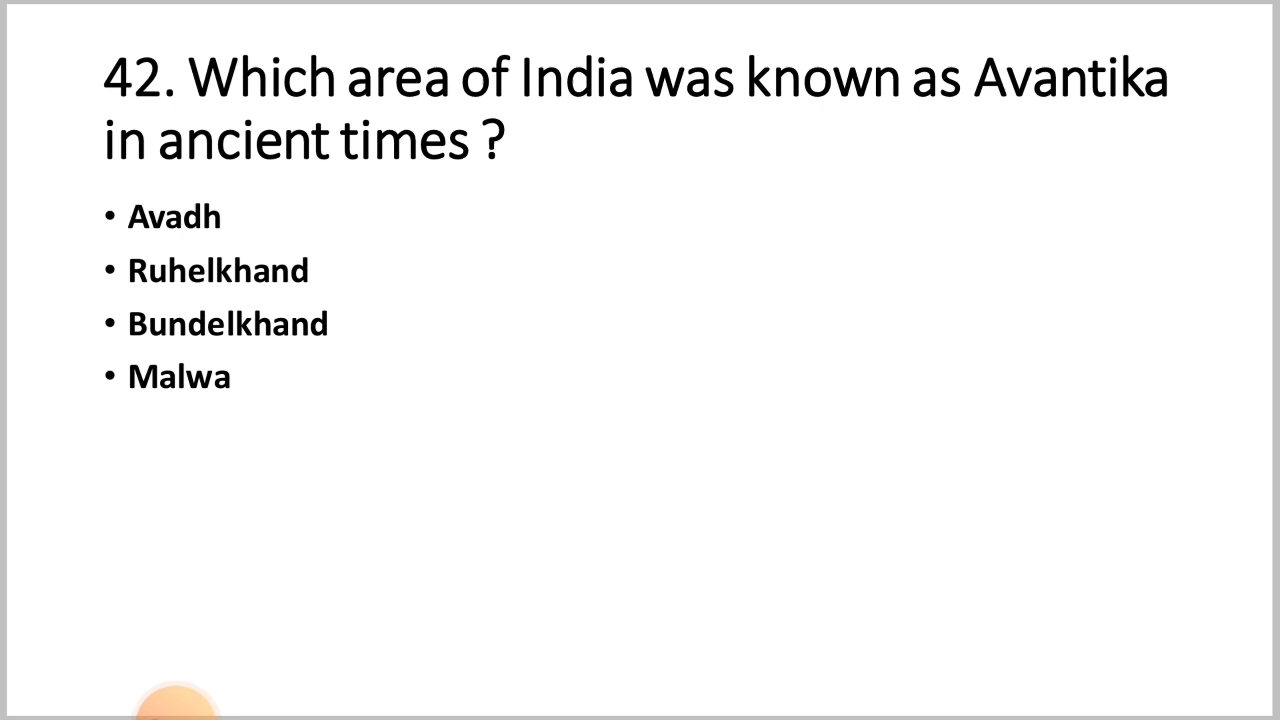 42. Which area of India was known as Avantika
in ancient times ?
• Avadh
• Ruhelkhand
• Bundelkhand
• Malwa